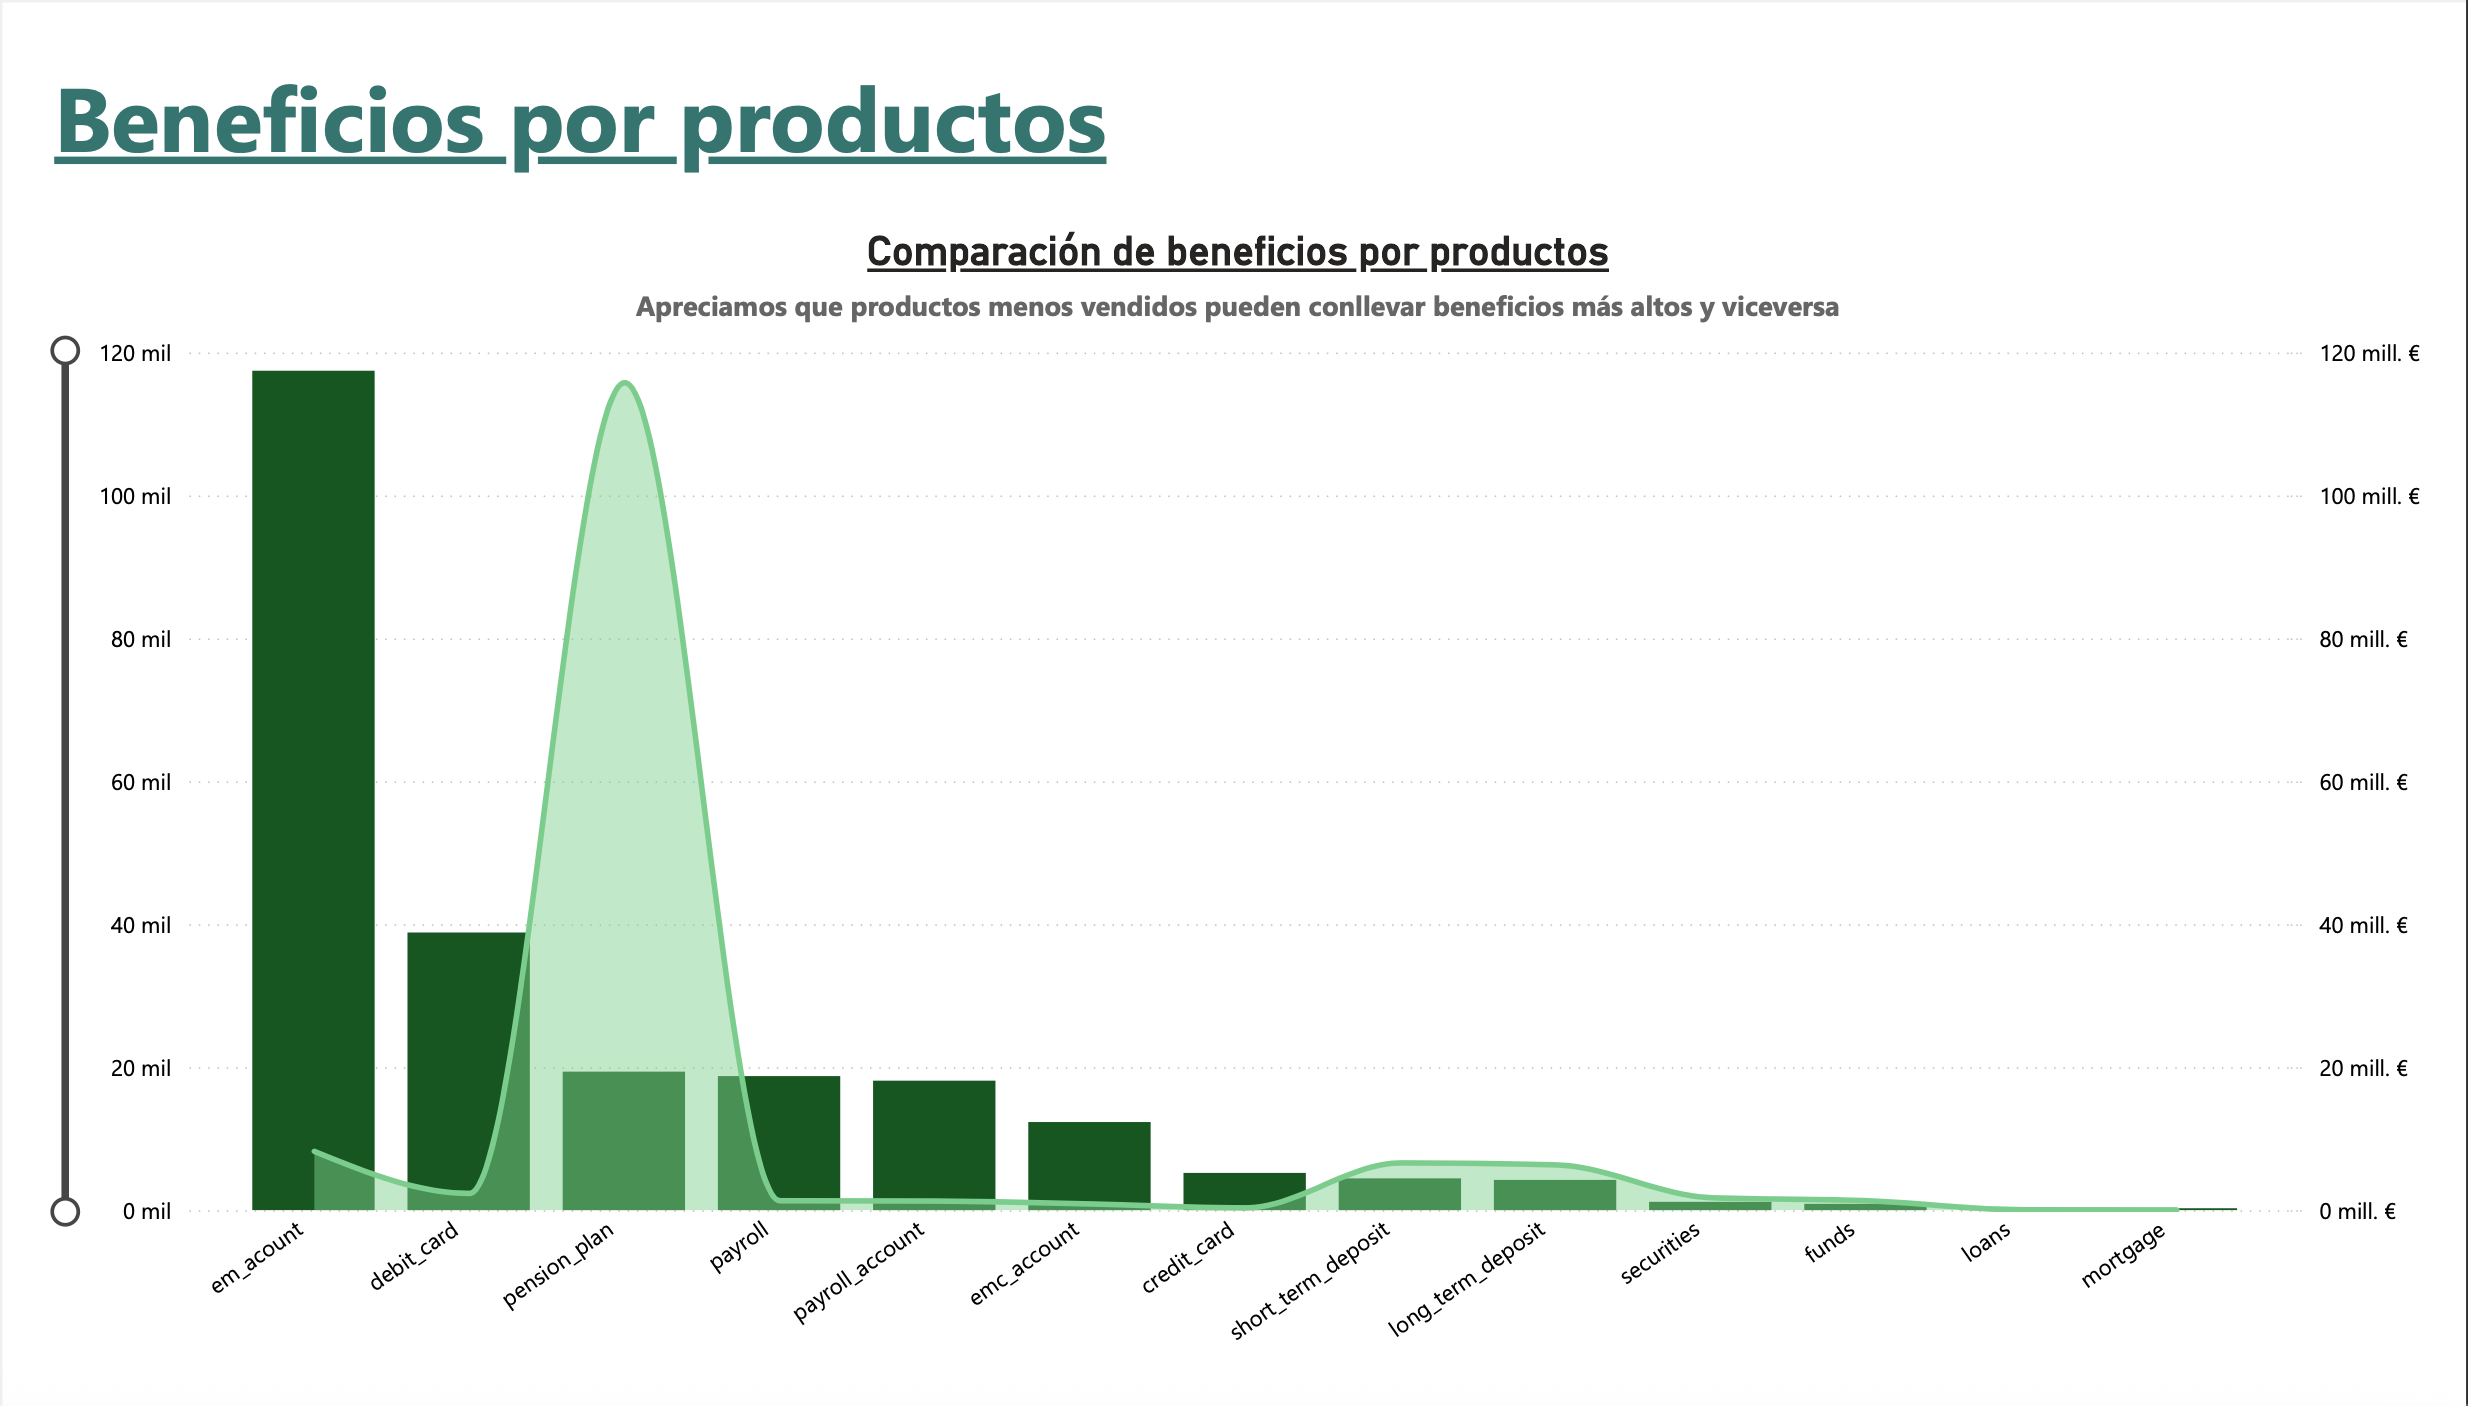 Beneficios por productos
Comparación de beneficios por productos
Apreciamos que productos menos vendidos pueden conllevar beneficios más altos y viceversa
120 mil
120 mill. €
100 mil
100 mill. €
80 mil
80 mill. €
60 mil
60 mill. €
40 mil
40 mill. €
20 mil
20 mill. €
0 mil
0 mill. €
em_acount
debit_card
pension_plan
payroll
payroll_account
emc_account
credit_card
short_term_deposit
long_term_deposit
securities
funds
loans
mortgage